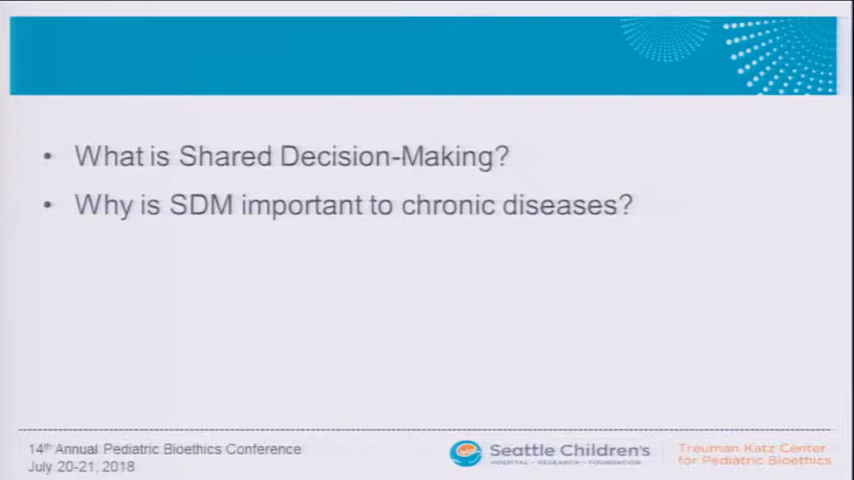 • What is Shared Decision-Making?
• Why is SDM important to chronic diseases?
14th Annual Pediatric Bioethics Conference
July 20-21, 2018
Seattle Children's
HOSPITAL • RESEARCH • FOUNDATION
Treuman Katz Center
for Pediatric Bioethics